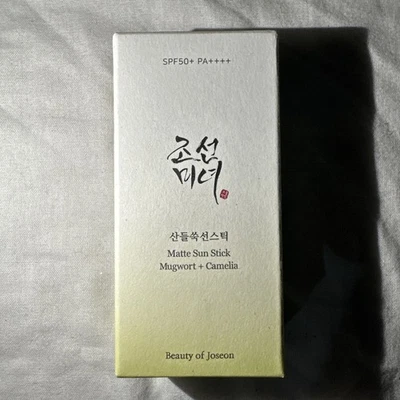 SPF50+ PA++++
조선
미녀
산들쑥선스틱
Matte Sun Stick
Mugwort + Camelia
Beauty of Joseon